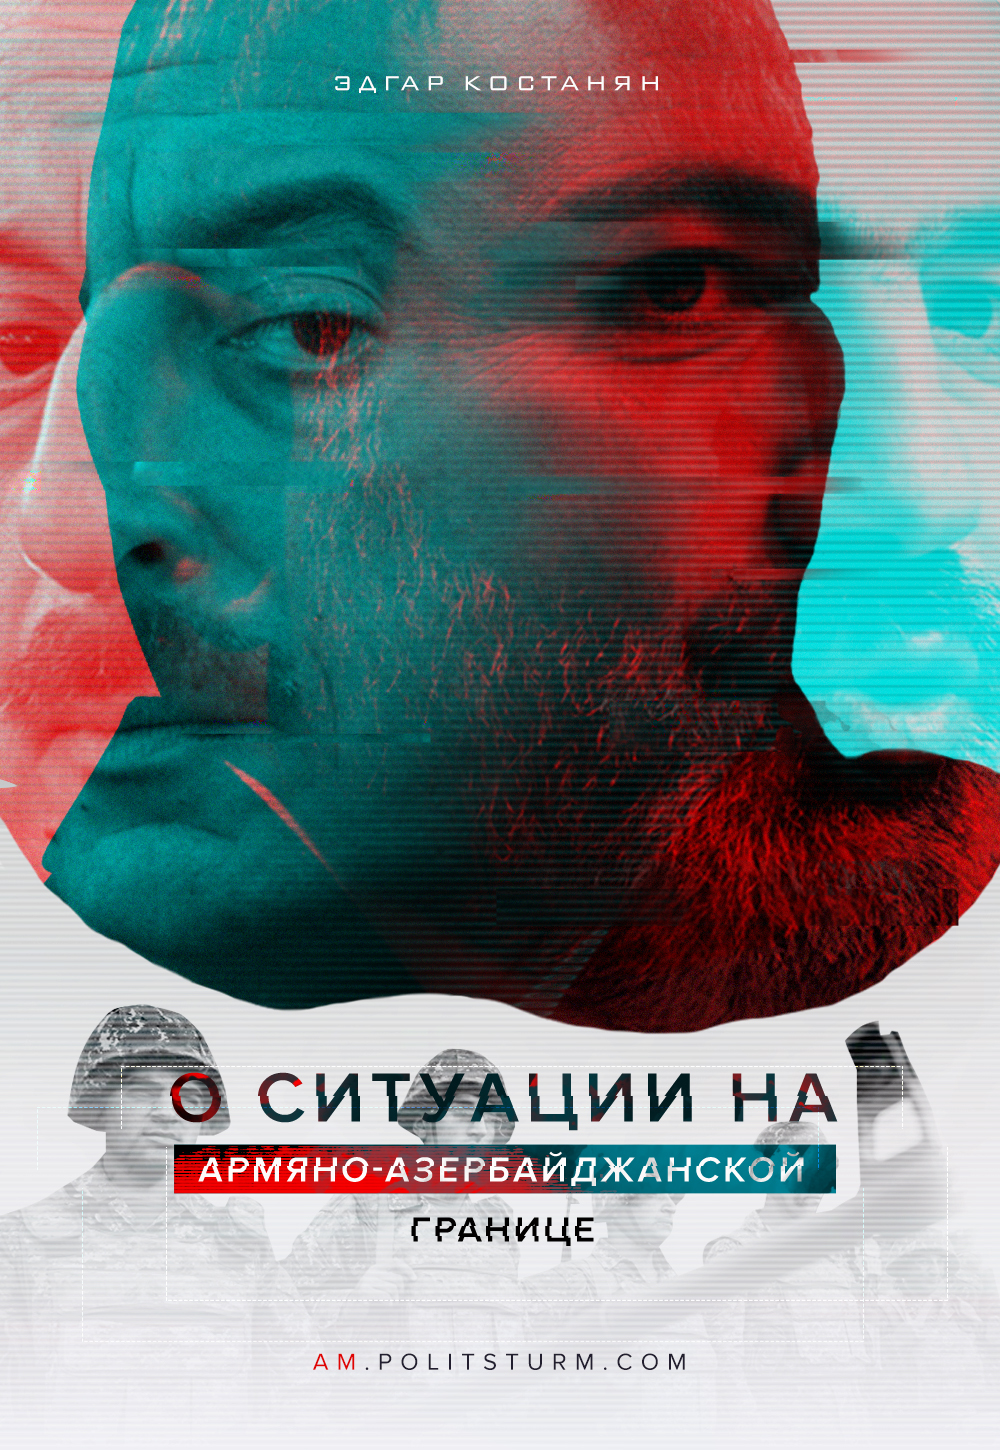 ЭДГАР КОСТАНЯН
О СИТУАЦИИ НА
АРМЯНО-АЗЕРБАЙДЖАНСКОЙ
ГРАНИЦЕ
AM.POLITSTURM.COM